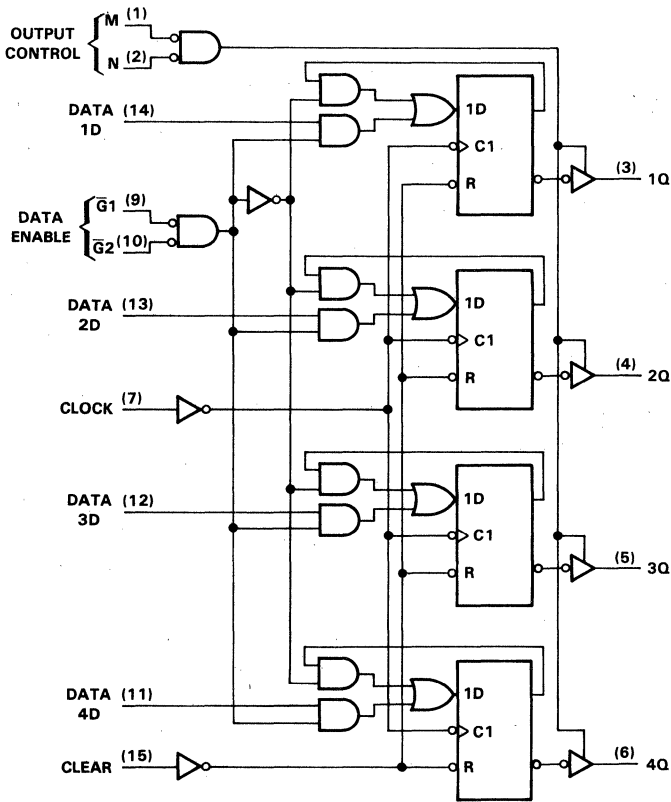 OUTPUT CONTROL
M (1)
N (2)
DATA 1D (14)
DATA ENABLE
G̅1 (9)
G̅2 (10)
DATA 2D (13)
CLOCK (7)
DATA 3D (12)
DATA 4D (11)
CLEAR (15)
1D
C1
R
(3) 1Q
1D
C1
R
(4) 2Q
1D
C1
R
(5) 3Q
1D
C1
R
(6) 4Q